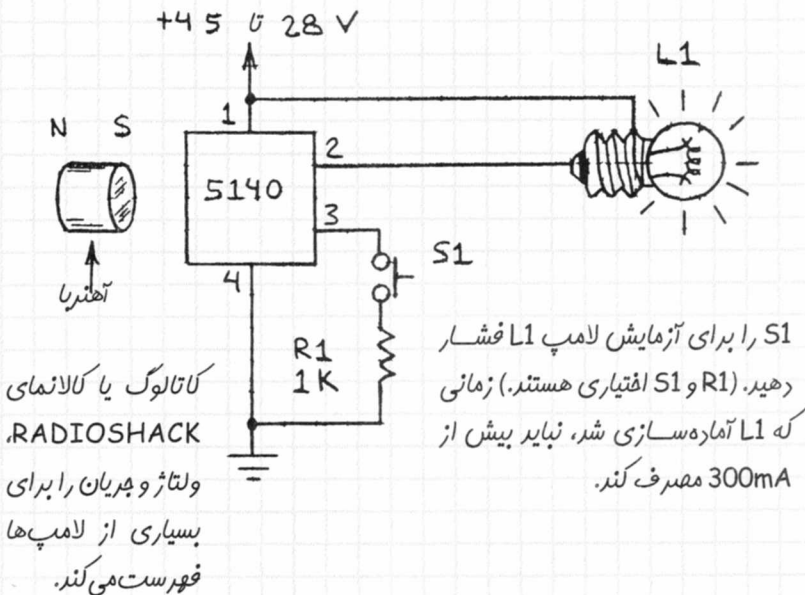 +4 5 تا 28 V
L1
N S
1
2
5140
3
S1
4
آهنربا
R1
1K
S1 را برای آزمایش لامپ L1 فشار
دهید. (R1 و S1 اختیاری هستند.) زمانی
که L1 آماده‌سازی شد، نباید بیش از
300mA مصرف کند.
کاتالوگ یا کالانمای
RADIOSHACK،
ولتاژ و جریان را برای
بسیاری از لامپ‌ها
فهرست می‌کند.